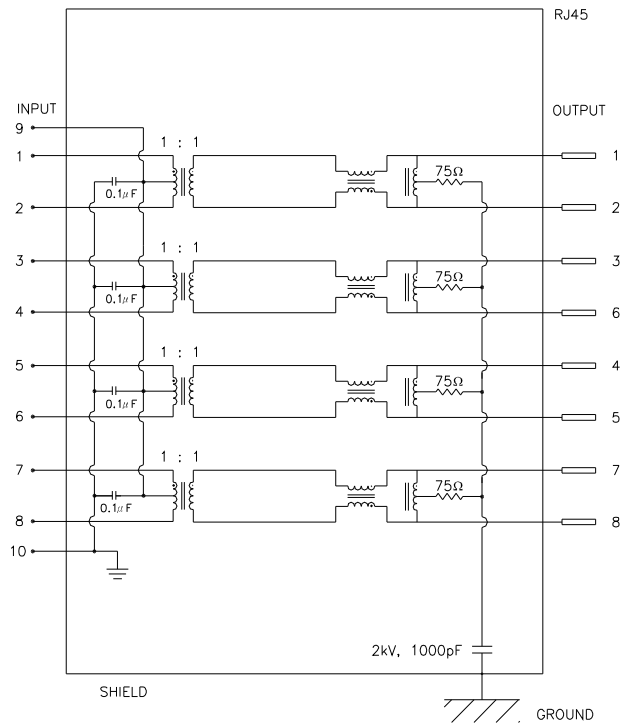 RJ45
INPUT
OUTPUT
9
1 : 1
1
1
75Ω
0.1μF
2
2
1 : 1
3
3
75Ω
0.1μF
4
6
1 : 1
5
4
75Ω
0.1μF
6
5
1 : 1
7
7
75Ω
0.1μF
8
8
10
2kV, 1000pF
SHIELD
GROUND